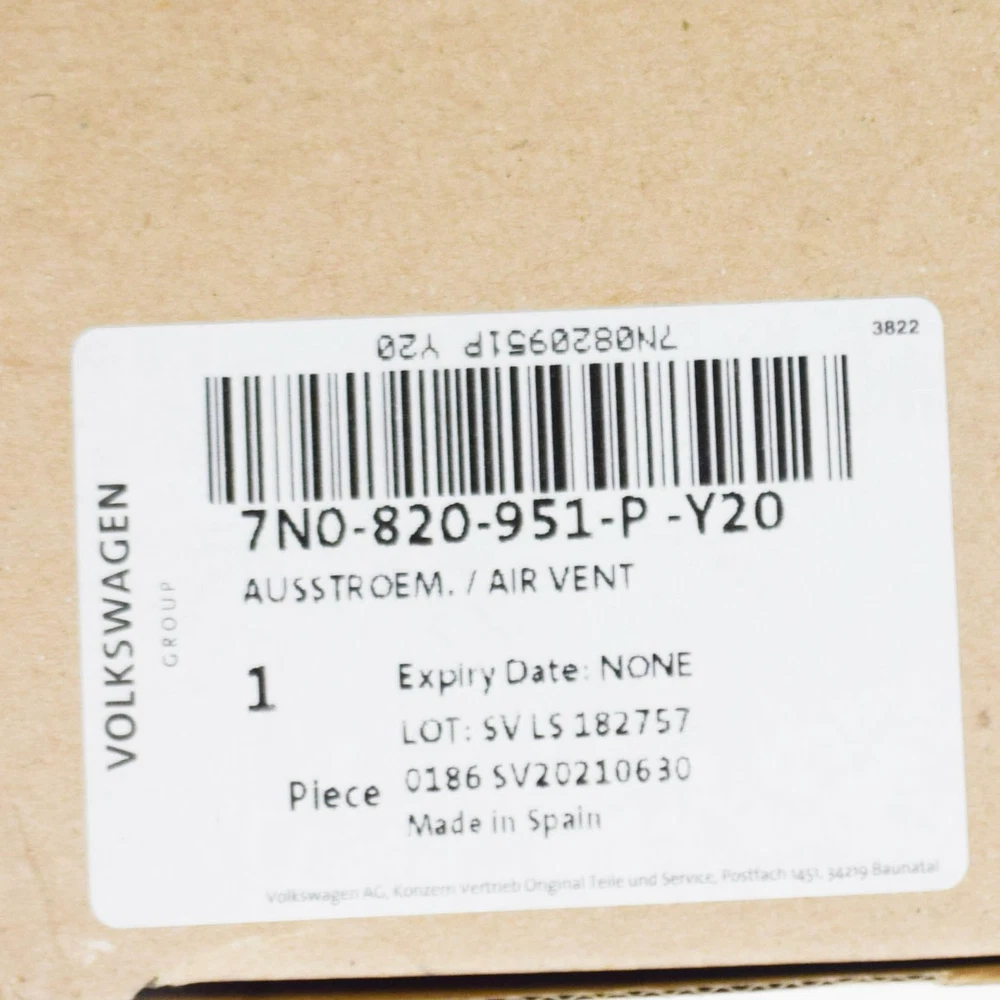 7N0820951P Y20
3822
7N0-820-951-P -Y20
AUSSTROEM. / AIR VENT
VOLKSWAGEN
GROUP
1
Piece
Expiry Date: NONE
LOT: SV LS 182757
0186 SV20210630
Made in Spain
Volkswagen AG, Konzern Vertrieb Original Teile und Service, Postfach 1451, 34219 Baunatal